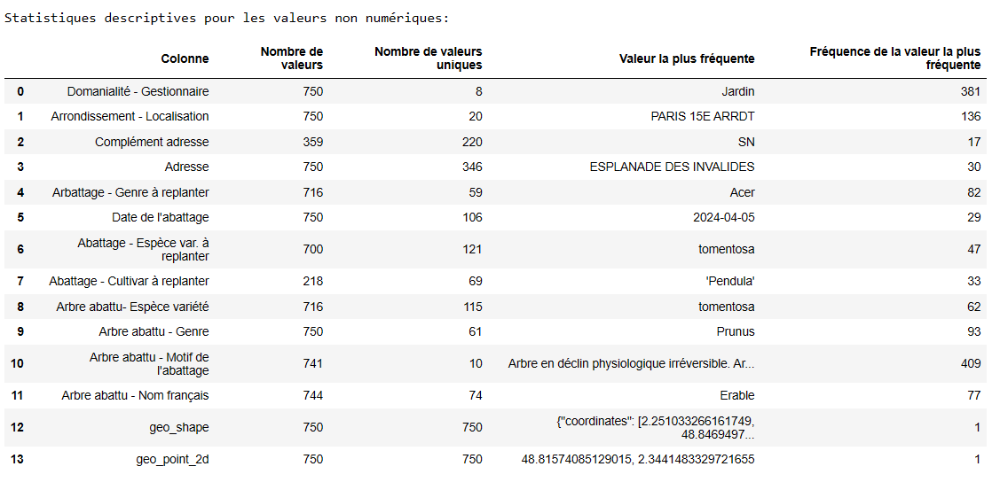 Statistiques descriptives pour les valeurs non numériques:
Colonne Nombre de valeurs Nombre de valeurs uniques Valeur la plus fréquente Fréquence de la valeur la plus fréquente
0 Domanialité - Gestionnaire 750 8 Jardin 381
1 Arrondissement - Localisation 750 20 PARIS 15E ARRDT 136
2 Complément adresse 359 220 SN 17
3 Adresse 750 346 ESPLANADE DES INVALIDES 30
4 Arbattage - Genre à replanter 716 59 Acer 82
5 Date de l'abattage 750 106 2024-04-05 29
6 Abattage - Espèce var. à replanter 700 121 tomentosa 47
7 Abattage - Cultivar à replanter 218 69 'Pendula' 33
8 Arbre abattu- Espèce variété 716 115 tomentosa 62
9 Arbre abattu - Genre 750 61 Prunus 93
10 Arbre abattu - Motif de l'abattage 741 10 Arbre en déclin physiologique irréversible. Ar... 409
11 Arbre abattu - Nom français 744 74 Erable 77
12 geo_shape 750 750 {"coordinates": [2.251033266161749, 48.8469497... 1
13 geo_point_2d 750 750 48.81574085129015, 2.3441483329721655 1